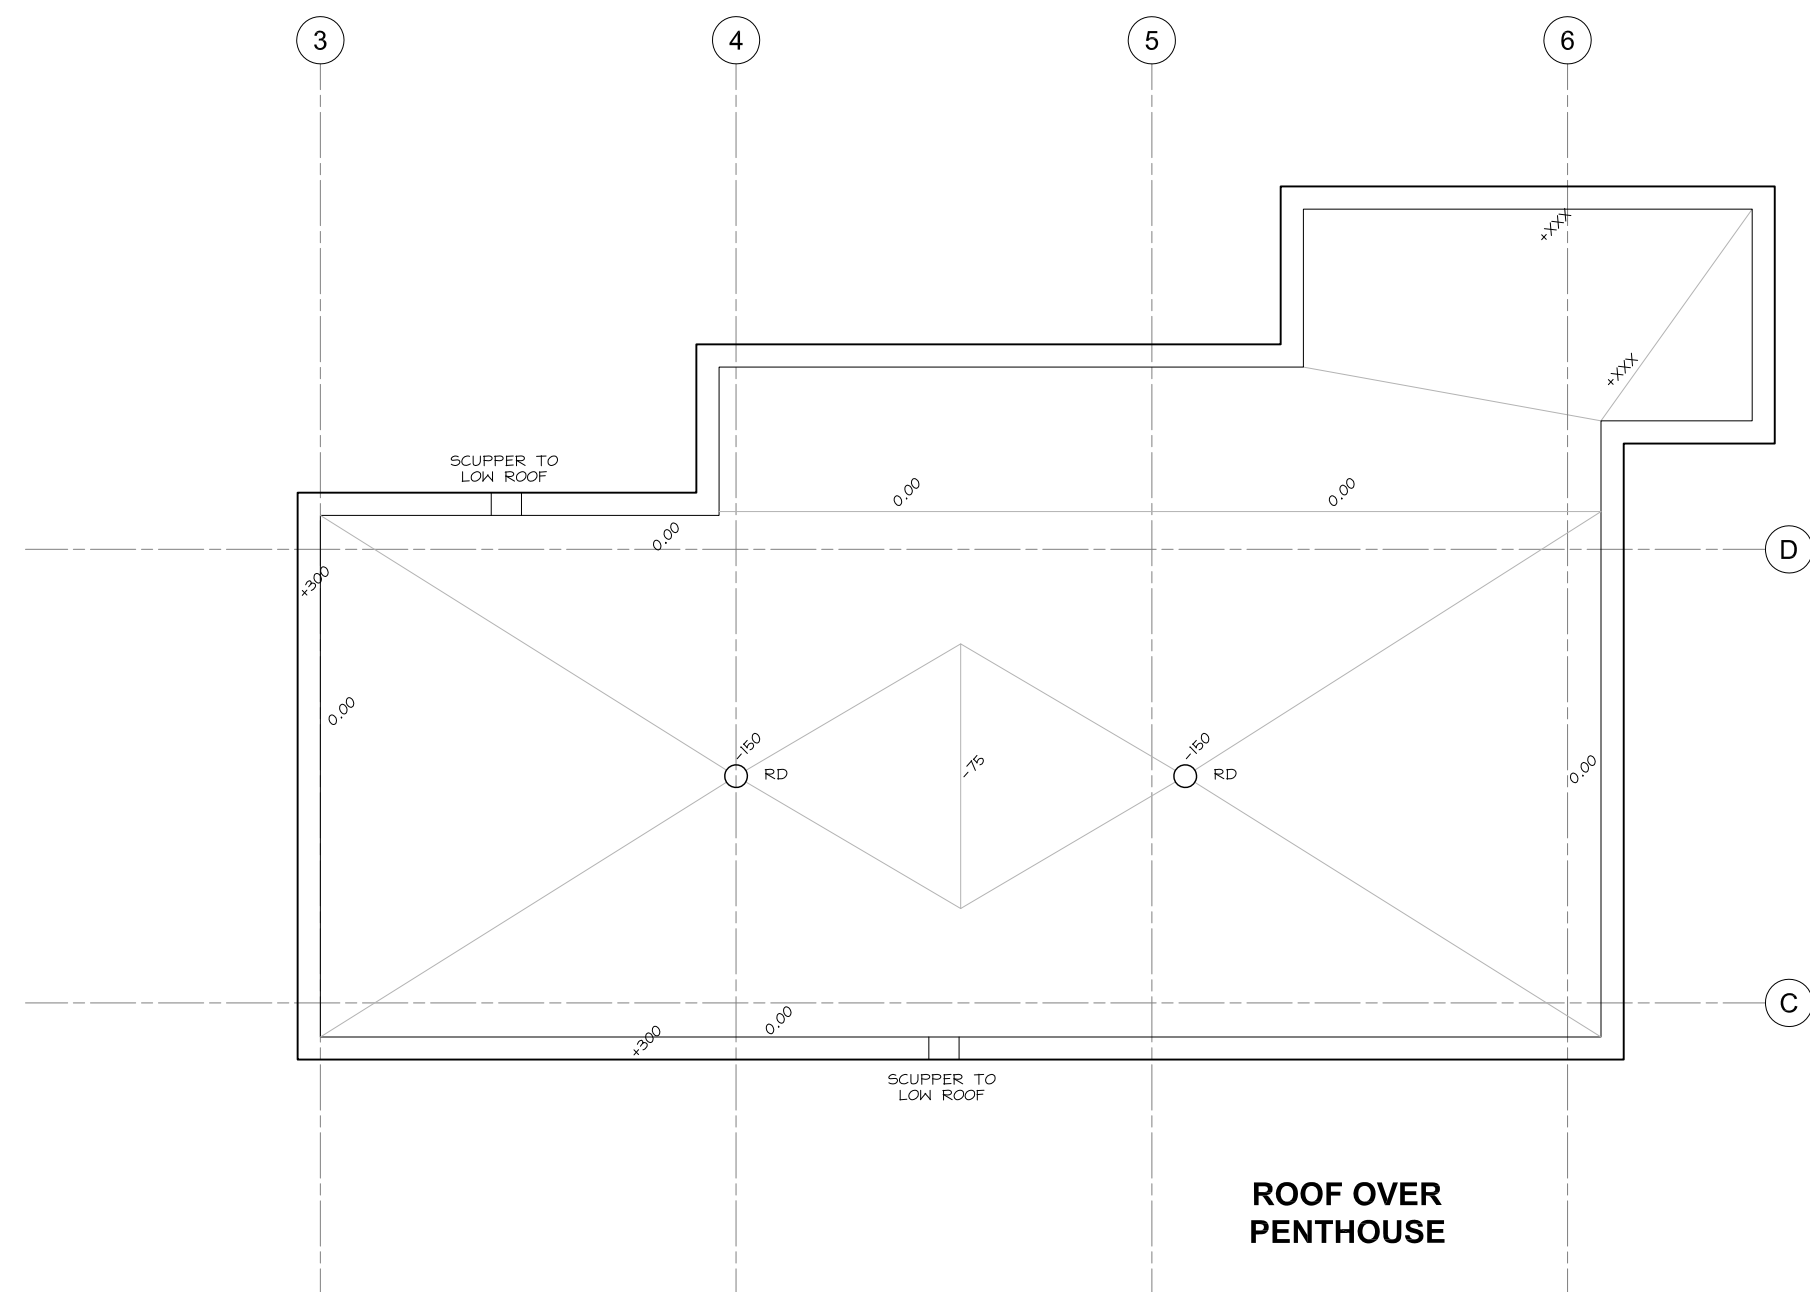 3
4
5
6
+XXX
+XXX
SCUPPER TO
LOW ROOF
0.00
0.00
0.00
D
+300
0.00
-150
RD
-75
-150
RD
0.00
C
0.00
+300
SCUPPER TO
LOW ROOF
ROOF OVER
PENTHOUSE